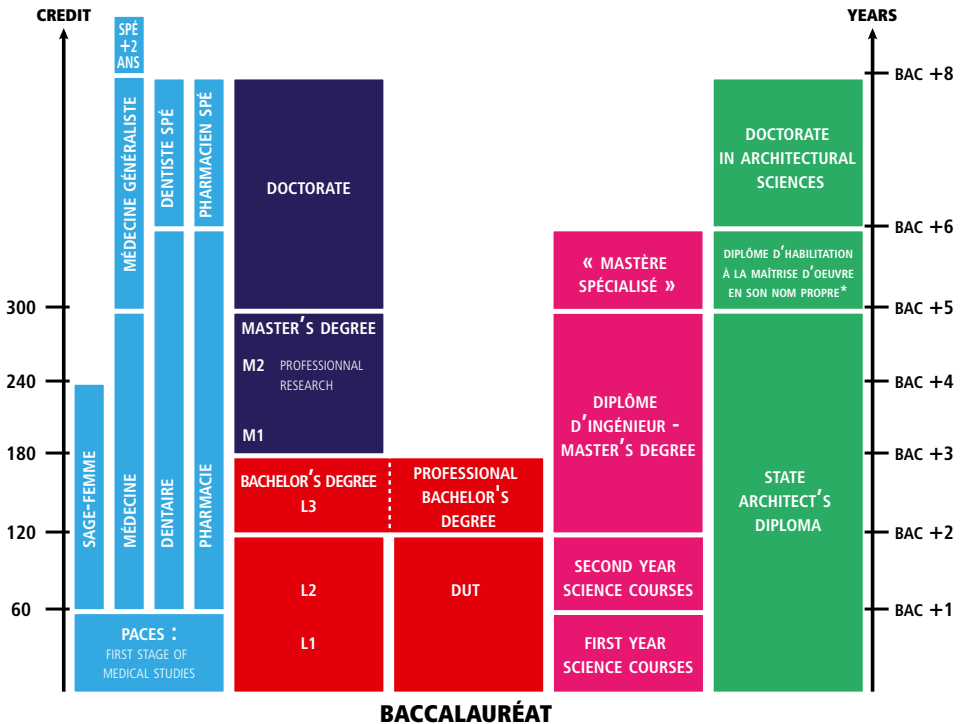 CREDIT
YEARS
SPÉ
+2
ANS
MÉDECINE GÉNÉRALISTE
DENTISTE SPÉ
PHARMACIEN SPÉ
DOCTORATE
DOCTORATE
IN ARCHITECTURAL
SCIENCES
BAC +8
BAC +6
« MASTÈRE
SPÉCIALISÉ »
DIPLÔME D'HABILITATION
À LA MAÎTRISE D'OEUVRE
EN SON NOM PROPRE*
300
BAC +5
MASTER'S DEGREE
M2 PROFESSIONNAL
RESEARCH
M1
240
BAC +4
DIPLÔME
D'INGÉNIEUR -
MASTER'S DEGREE
180
BAC +3
SAGE-FEMME
MÉDECINE
DENTAIRE
PHARMACIE
BACHELOR'S DEGREE
L3
PROFESSIONAL
BACHELOR'S
DEGREE
STATE
ARCHITECT'S
DIPLOMA
120
BAC +2
L2
DUT
SECOND YEAR
SCIENCE COURSES
60
BAC +1
PACES :
FIRST STAGE OF
MEDICAL STUDIES
L1
FIRST YEAR
SCIENCE COURSES
BACCALAURÉAT